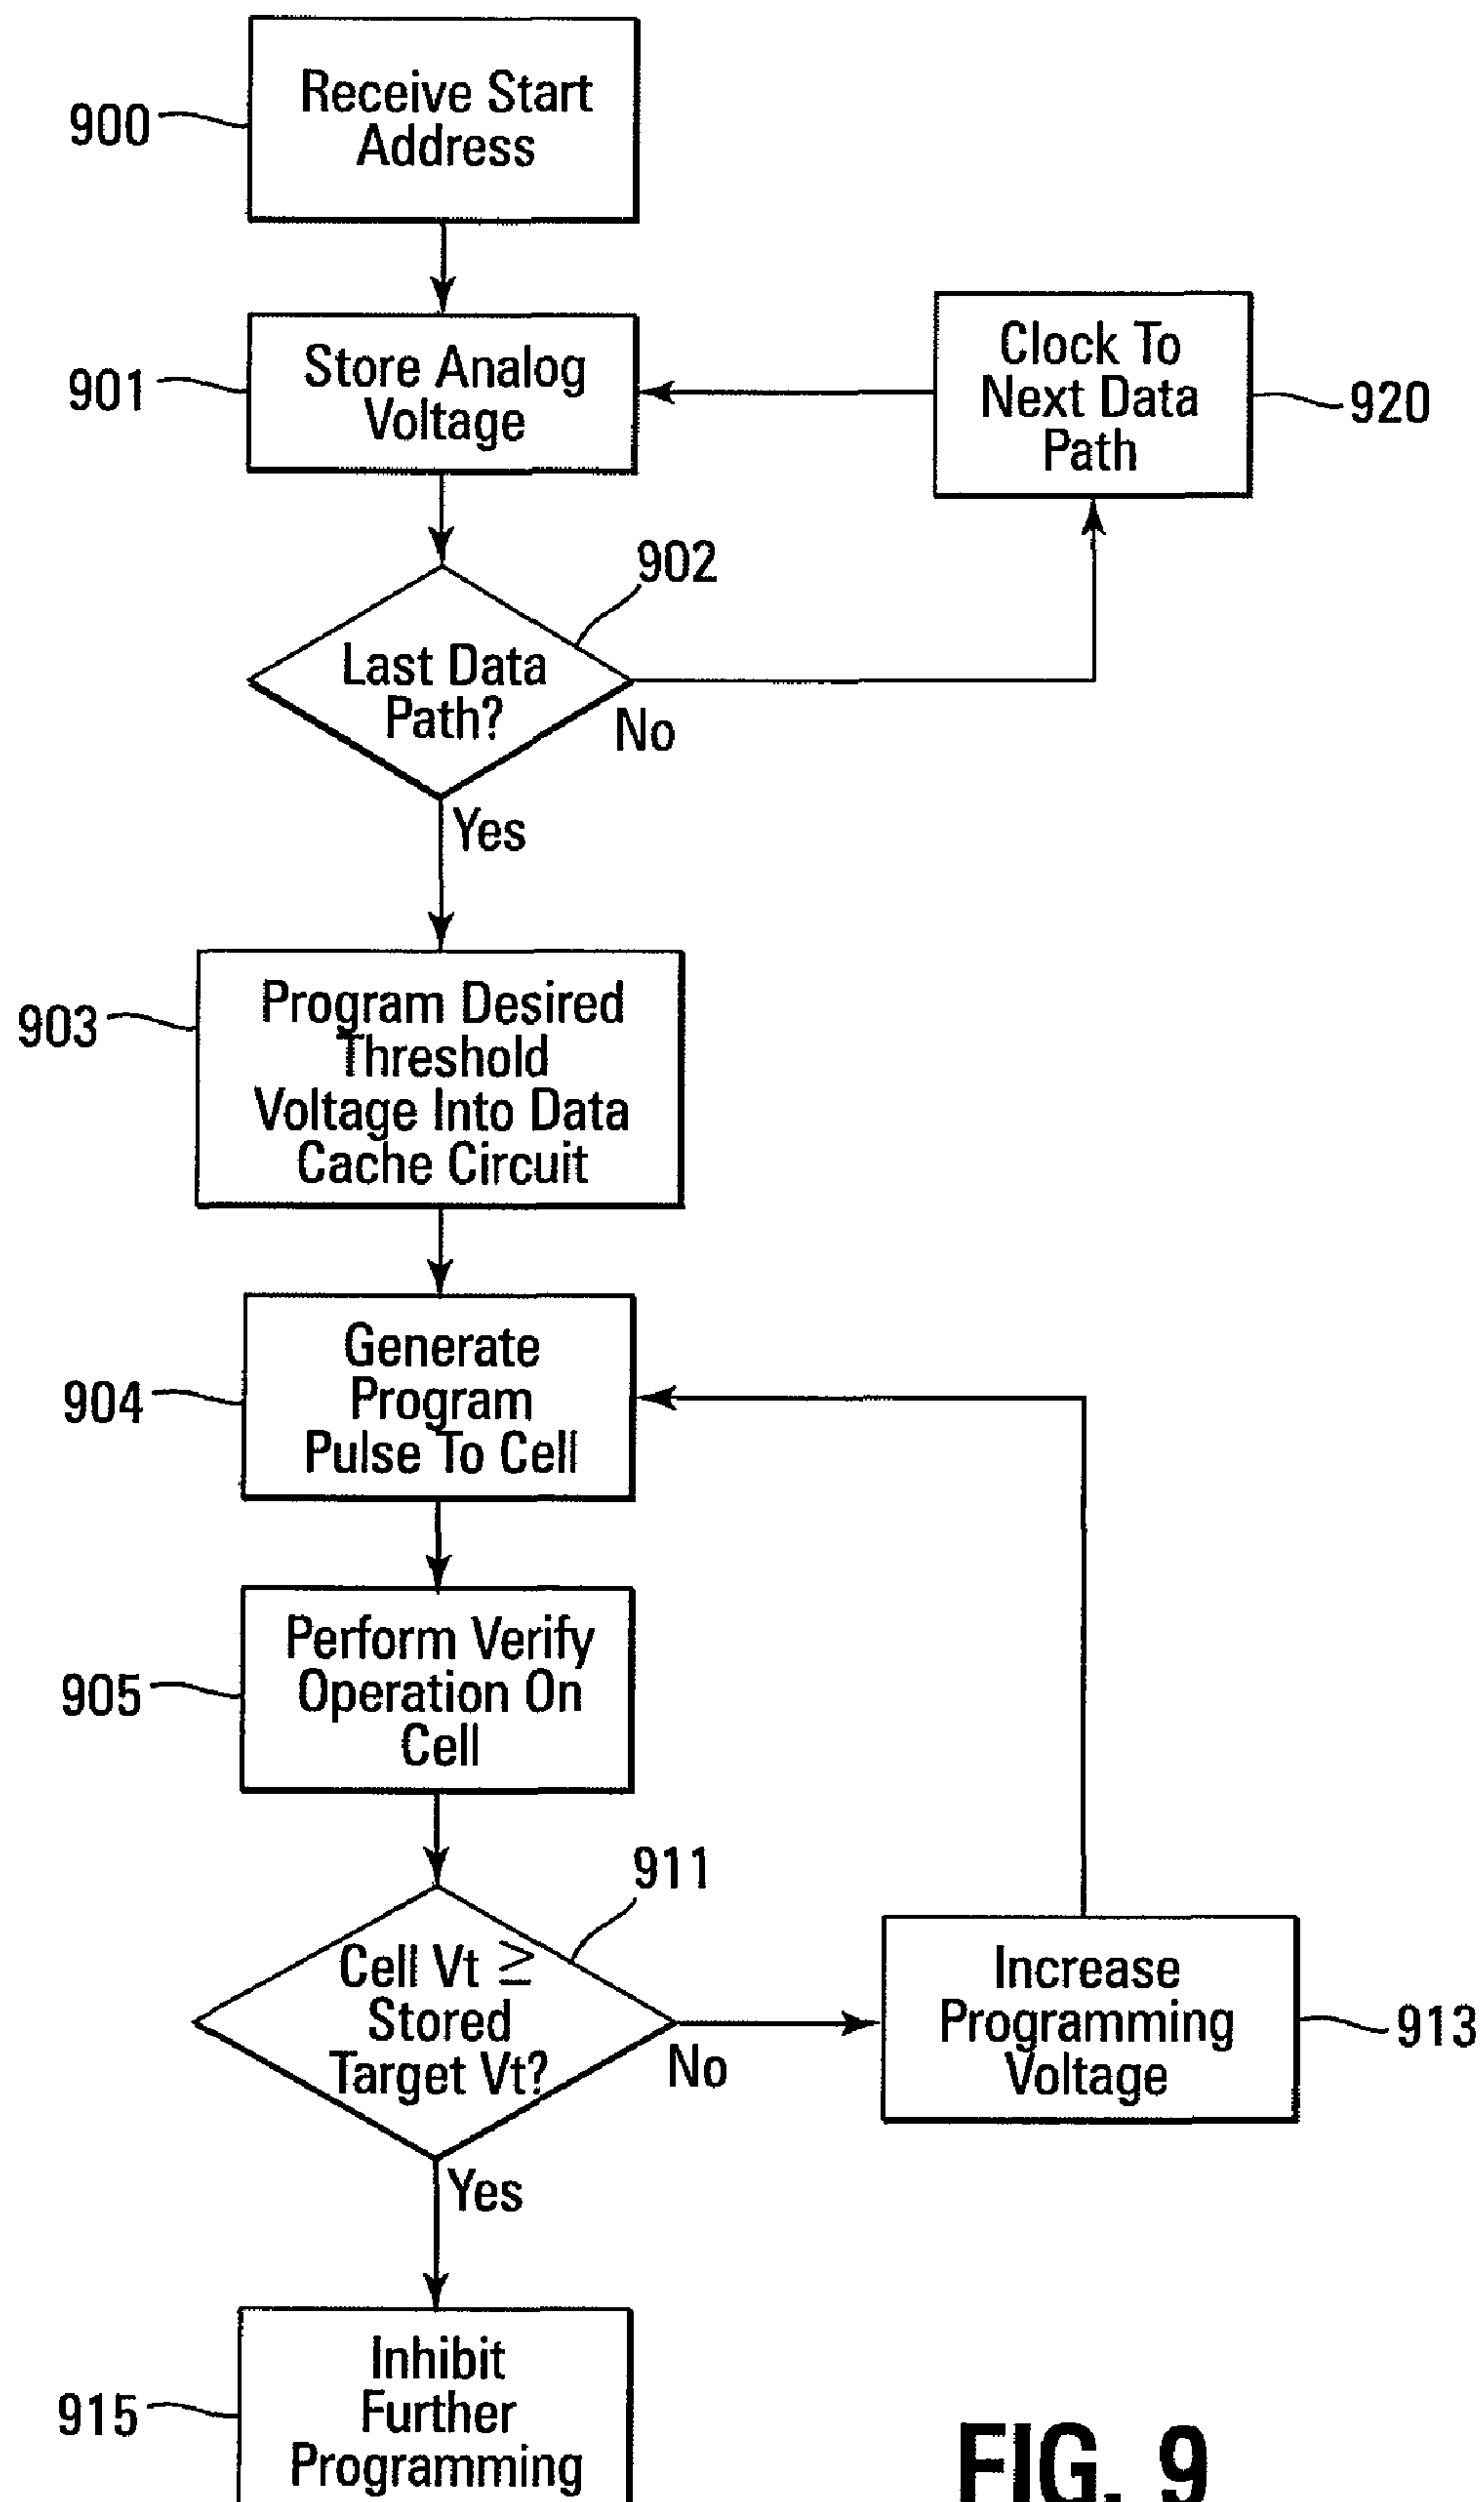 Receive Start
Address
900
Store Analog
Voltage
901
Clock To
Next Data
Path
920
902
Last Data
Path?
No
Yes
903
Program Desired
Threshold
Voltage Into Data
Cache Circuit
904
Generate
Program
Pulse To Cell
905
Perform Verify
Operation On
Cell
911
Cell Vt ≥
Stored
Target Vt?
No
Increase
Programming
Voltage
913
Yes
915
Inhibit
Further
Programming
FIG. 9